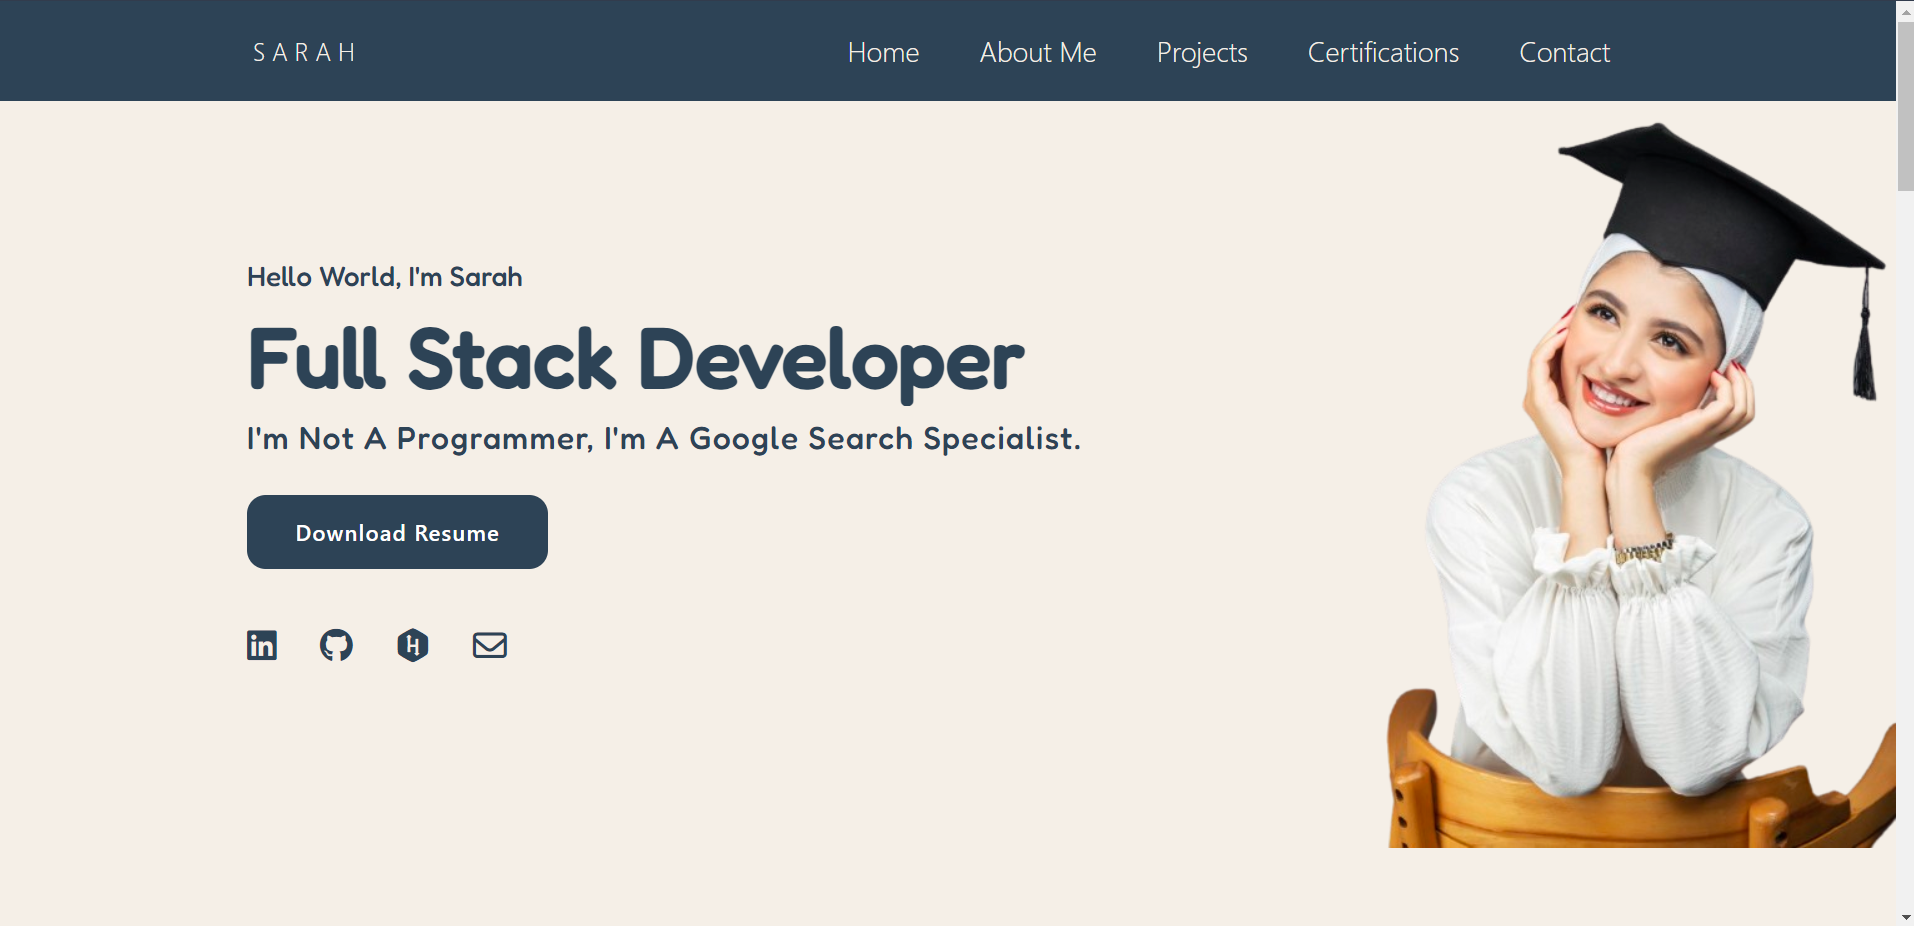 SARAH
Home About Me Projects Certifications Contact
Hello World, I'm Sarah
Full Stack Developer
I'm Not A Programmer, I'm A Google Search Specialist.
Download Resume
in
H